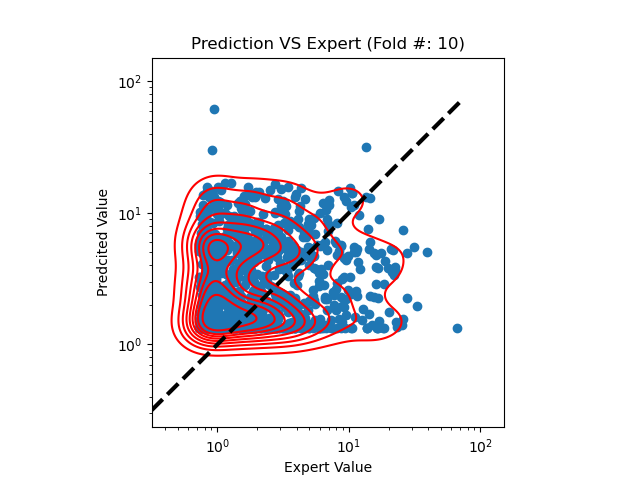 Prediction VS Expert (Fold #: 10)
10²
10¹
10⁰
Predcited Value
10⁰ 10¹ 10²
Expert Value